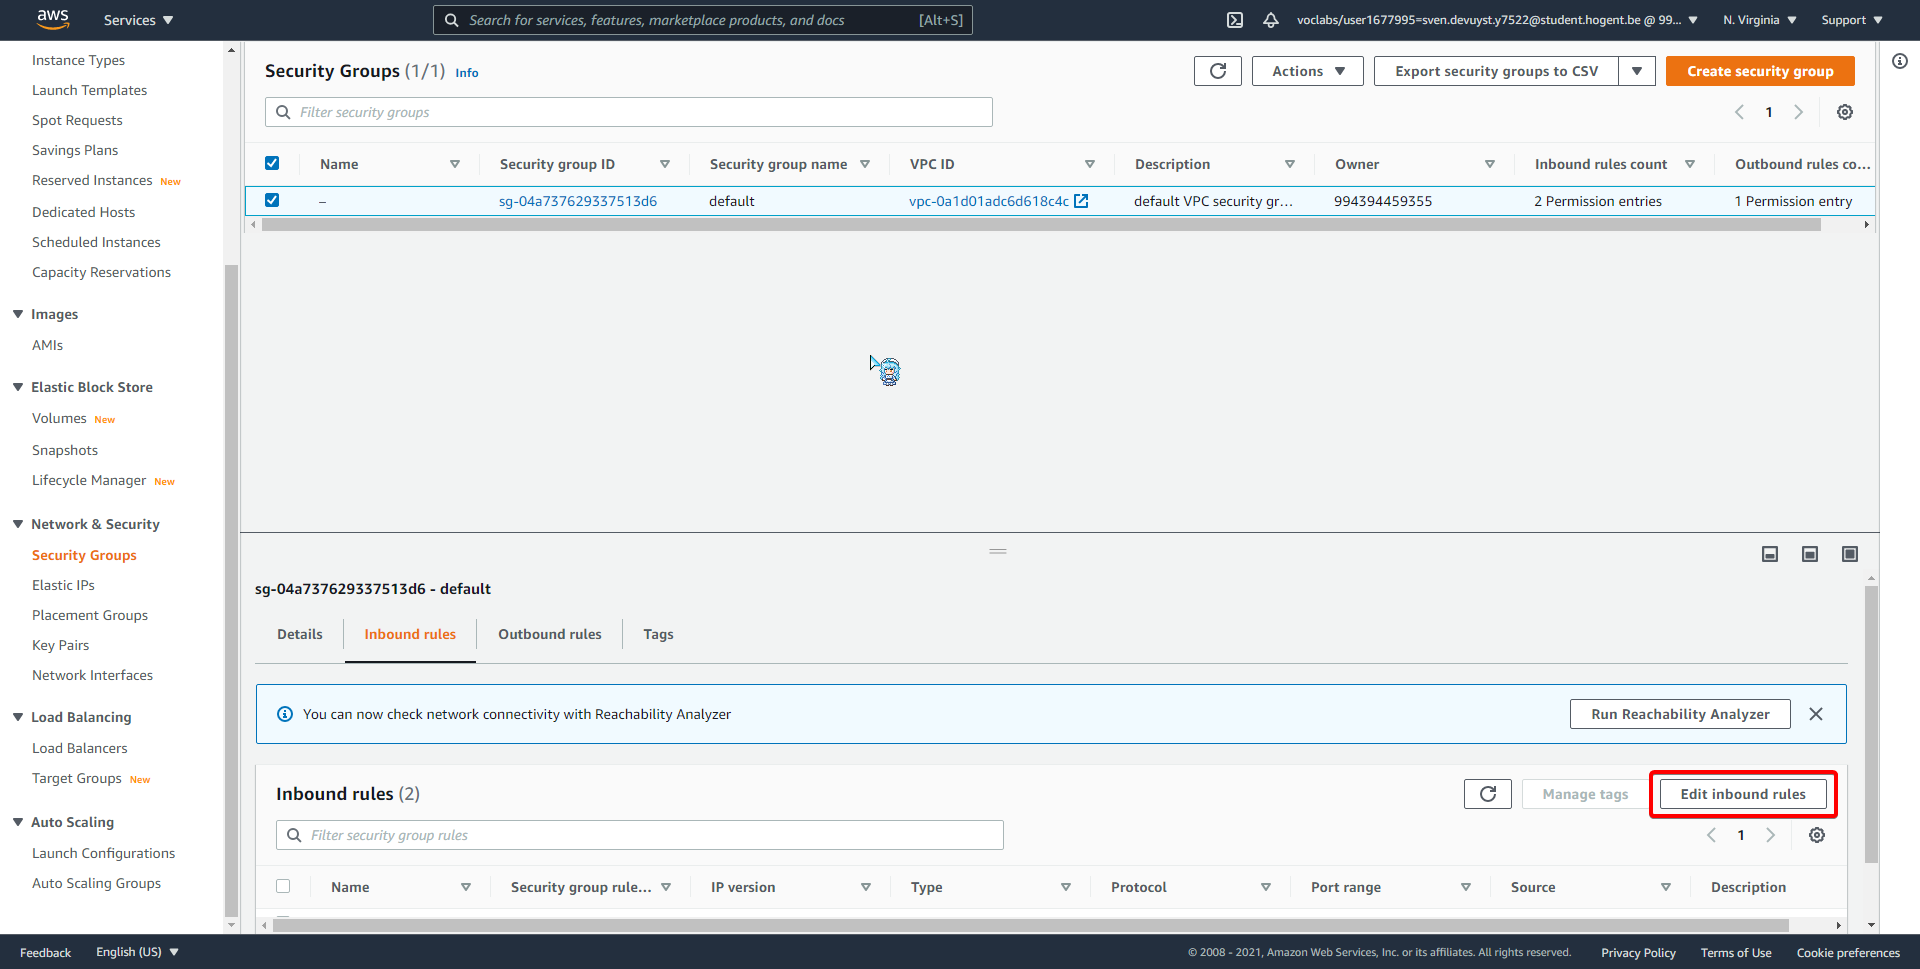 aws
Services
Search for services, features, marketplace products, and docs [Alt+S]
voclabs/user1677995=sven.devuyst.y7522@student.hogent.be @ 99...
N. Virginia
Support
Instance Types
Launch Templates
Spot Requests
Savings Plans
Reserved Instances New
Dedicated Hosts
Scheduled Instances
Capacity Reservations
Images
AMIs
Elastic Block Store
Volumes New
Snapshots
Lifecycle Manager New
Network & Security
Security Groups
Elastic IPs
Placement Groups
Key Pairs
Network Interfaces
Load Balancing
Load Balancers
Target Groups New
Auto Scaling
Launch Configurations
Auto Scaling Groups
Security Groups (1/1) Info
Actions
Export security groups to CSV
Create security group
Filter security groups
1
Name Security group ID Security group name VPC ID Description Owner Inbound rules count Outbound rules co...
– sg-04a737629337513d6 default vpc-0a1d01adc6d618c4c default VPC security gr... 994394459355 2 Permission entries 1 Permission entry
sg-04a737629337513d6 - default
Details Inbound rules Outbound rules Tags
You can now check network connectivity with Reachability Analyzer
Run Reachability Analyzer
Inbound rules (2)
Manage tags
Edit inbound rules
Filter security group rules
1
Name Security group rule... IP version Type Protocol Port range Source Description
Feedback English (US)
© 2008 - 2021, Amazon Web Services, Inc. or its affiliates. All rights reserved. Privacy Policy Terms of Use Cookie preferences